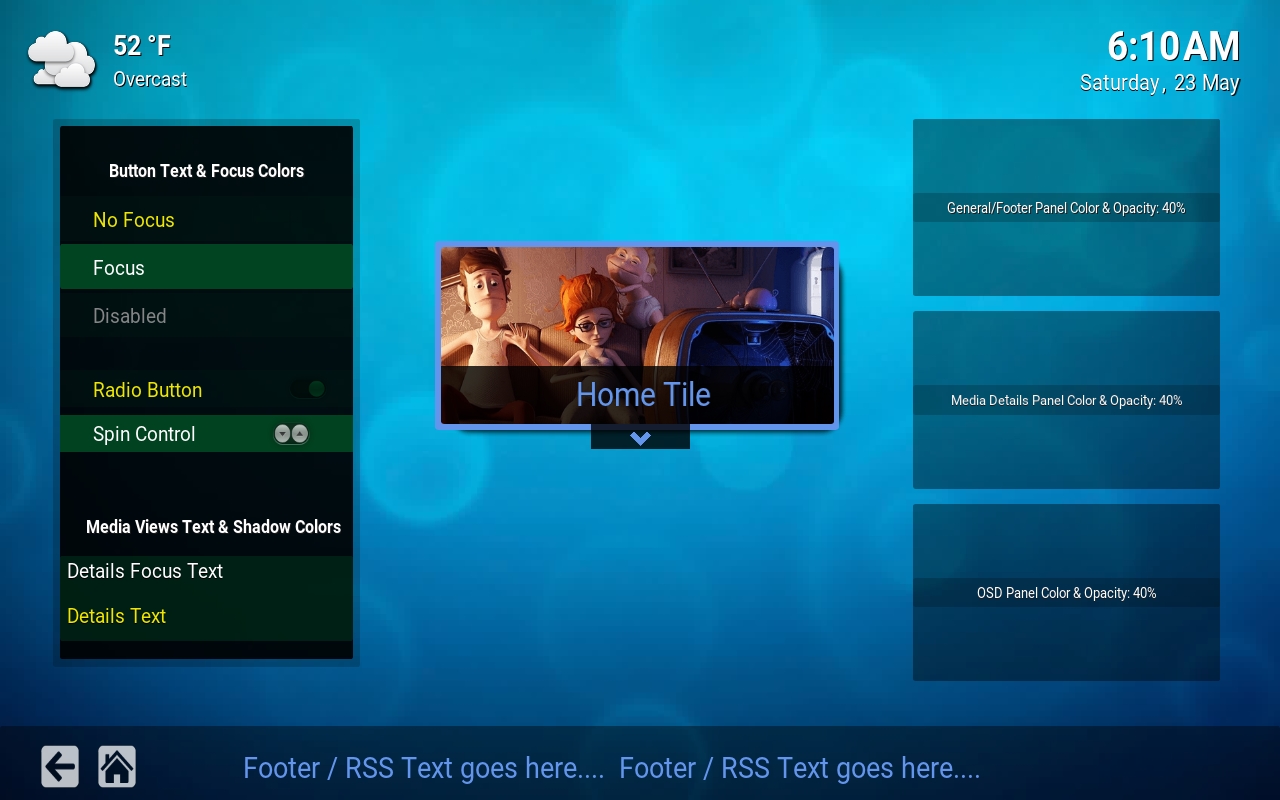 52 °F
Overcast
6:10 AM
Saturday, 23 May
Button Text & Focus Colors
No Focus
Focus
Disabled
Radio Button
Spin Control
Media Views Text & Shadow Colors
Details Focus Text
Details Text
Home Tile
General/Footer Panel Color & Opacity: 40%
Media Details Panel Color & Opacity: 40%
OSD Panel Color & Opacity: 40%
Footer / RSS Text goes here.... Footer / RSS Text goes here....